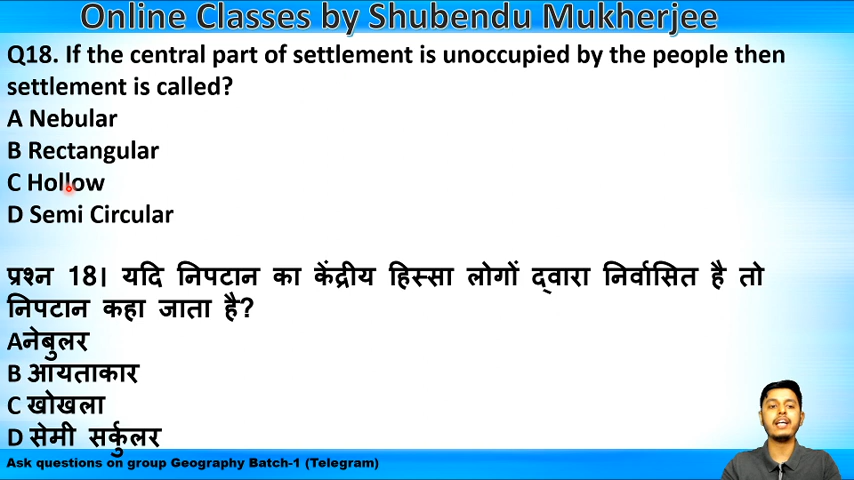 Online Classes by Shubendu Mukherjee
Q18. If the central part of settlement is unoccupied by the people then
settlement is called?
A Nebular
B Rectangular
C Hollow
D Semi Circular
प्रश्न 18। यदि निपटान का केंद्रीय हिस्सा लोगों द्वारा निर्वासित है तो
निपटान कहा जाता है?
Aनेबुलर
B आयताकार
C खोखला
D सेमी सर्कुलर
Ask questions on group Geography Batch-1 (Telegram)